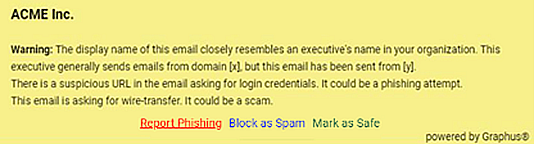 ACME Inc.
Warning: The display name of this email closely resembles an executive's name in your organization. This
executive generally sends emails from domain [x], but this email has been sent from [y].
There is a suspicious URL in the email asking for login credentials. It could be a phishing attempt.
This email is asking for wire-transfer. It could be a scam.
Report Phishing Block as Spam Mark as Safe
powered by Graphus®